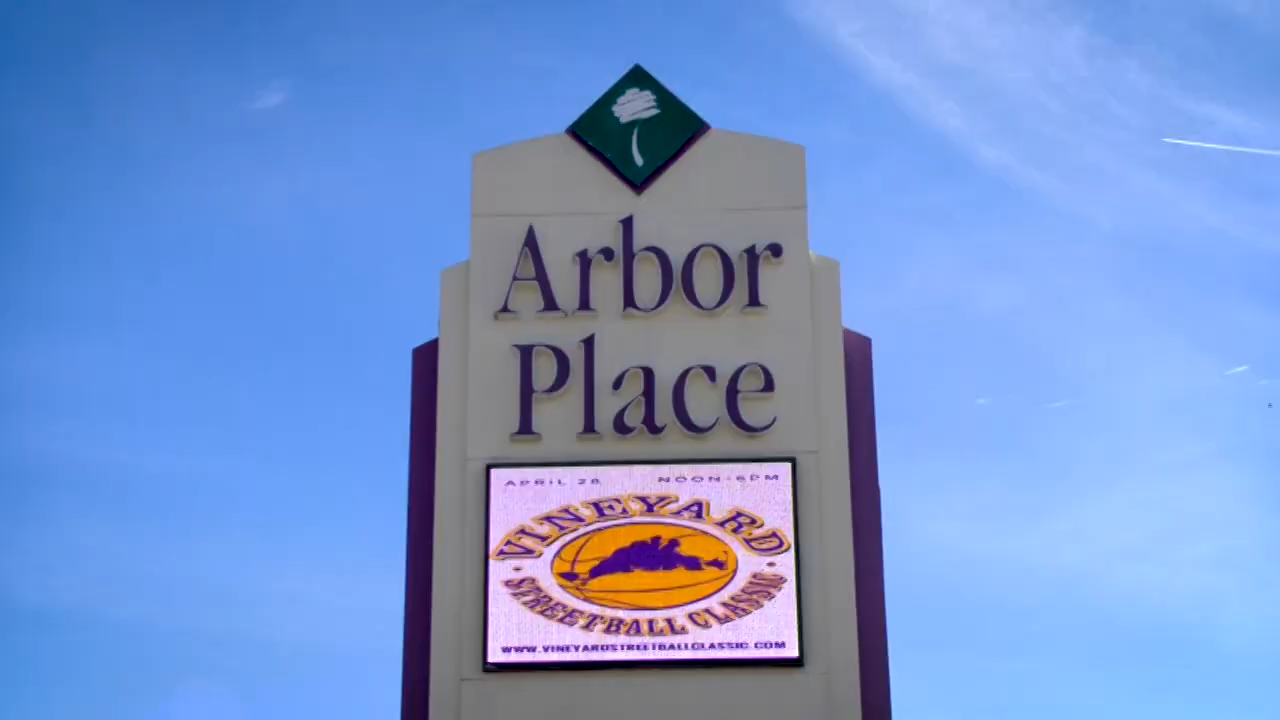 Arbor
Place
APRIL 28 NOON-6PM
VINEYARD
STREETBALL CLASSIC
WWW.VINEYARDSTREETBALLCLASSIC.COM